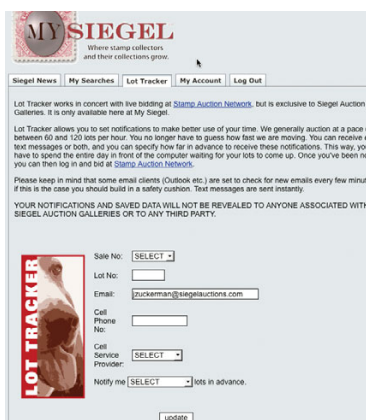 MY SIEGEL
Where stamp collectors
and their collections grow.
Siegel News My Searches Lot Tracker My Account Log Out
Lot Tracker works in concert with live bidding at Stamp Auction Network, but is exclusive to Siegel Auction
Galleries. It is only available here at My Siegel.
Lot Tracker allows you to set notifications to make better use of your time. We generally auction at a pace
between 60 and 120 lots per hour. You no longer have to guess how fast we are moving. You can receive
text messages or both, and you can specify how far in advance to receive these notifications. This way, you
have to spend the entire day in front of the computer waiting for your lots to come up. Once you've been
you can then log in and bid at Stamp Auction Network.
Please keep in mind that some email clients (Outlook etc.) are set to check for new emails every few
if this is the case you should build in a safety cushion. Text messages are sent instantly.
YOUR NOTIFICATIONS AND SAVED DATA WILL NOT BE REVEALED TO ANYONE ASSOCIATED WITH
SIEGEL AUCTION GALLERIES OR TO ANY THIRD PARTY.
LOT TRACKER
Sale No: SELECT
Lot No:
Email: jzuckerman@siegelauctions.com
Cell
Phone
No:
Cell
Service
Provider: SELECT
Notify me SELECT lots in advance.
update